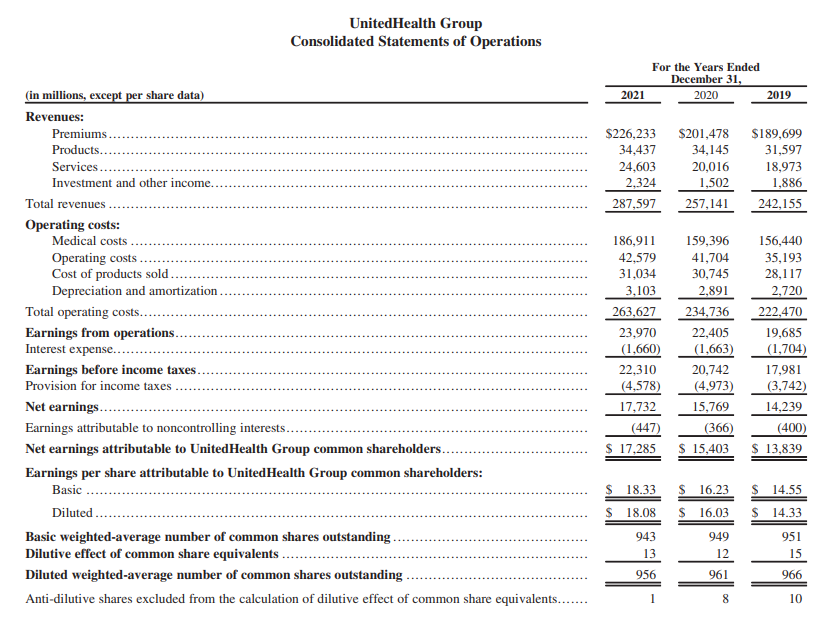 UnitedHealth Group
Consolidated Statements of Operations
For the Years Ended
December 31,
(in millions, except per share data) 2021 2020 2019
Revenues:
Premiums $226,233 $201,478 $189,699
Products 34,437 34,145 31,597
Services 24,603 20,016 18,973
Investment and other income 2,324 1,502 1,886
Total revenues 287,597 257,141 242,155
Operating costs:
Medical costs 186,911 159,396 156,440
Operating costs 42,579 41,704 35,193
Cost of products sold 31,034 30,745 28,117
Depreciation and amortization 3,103 2,891 2,720
Total operating costs 263,627 234,736 222,470
Earnings from operations 23,970 22,405 19,685
Interest expense (1,660) (1,663) (1,704)
Earnings before income taxes 22,310 20,742 17,981
Provision for income taxes (4,578) (4,973) (3,742)
Net earnings 17,732 15,769 14,239
Earnings attributable to noncontrolling interests (447) (366) (400)
Net earnings attributable to UnitedHealth Group common shareholders $ 17,285 $ 15,403 $ 13,839
Earnings per share attributable to UnitedHealth Group common shareholders:
Basic $ 18.33 $ 16.23 $ 14.55
Diluted $ 18.08 $ 16.03 $ 14.33
Basic weighted-average number of common shares outstanding 943 949 951
Dilutive effect of common share equivalents 13 12 15
Diluted weighted-average number of common shares outstanding 956 961 966
Anti-dilutive shares excluded from the calculation of dilutive effect of common share equivalents 1 8 10